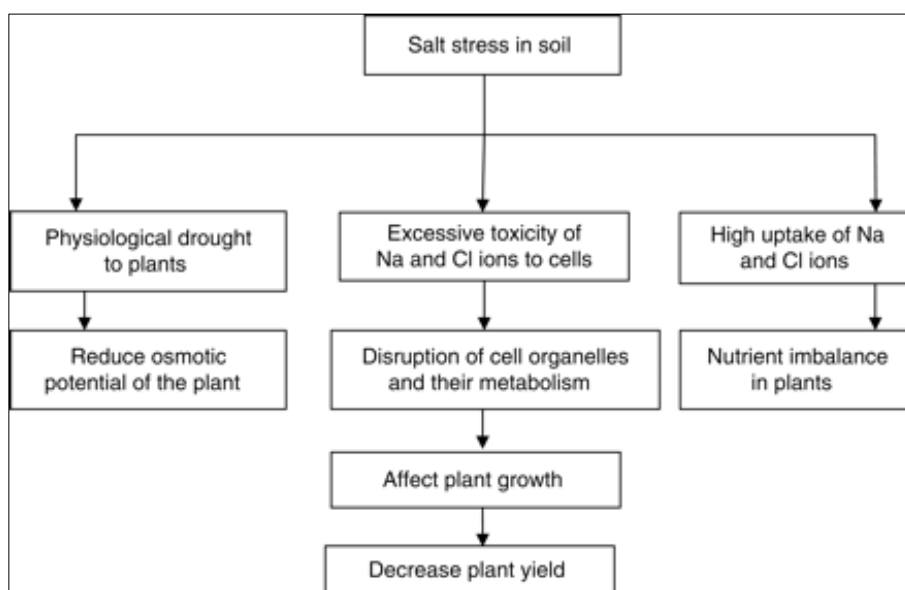 Salt stress in soil
Physiological drought
to plants
Excessive toxicity of
Na and Cl ions to cells
High uptake of Na
and Cl ions
Reduce osmotic
potential of the plant
Disruption of cell organelles
and their metabolism
Nutrient imbalance
in plants
Affect plant growth
Decrease plant yield